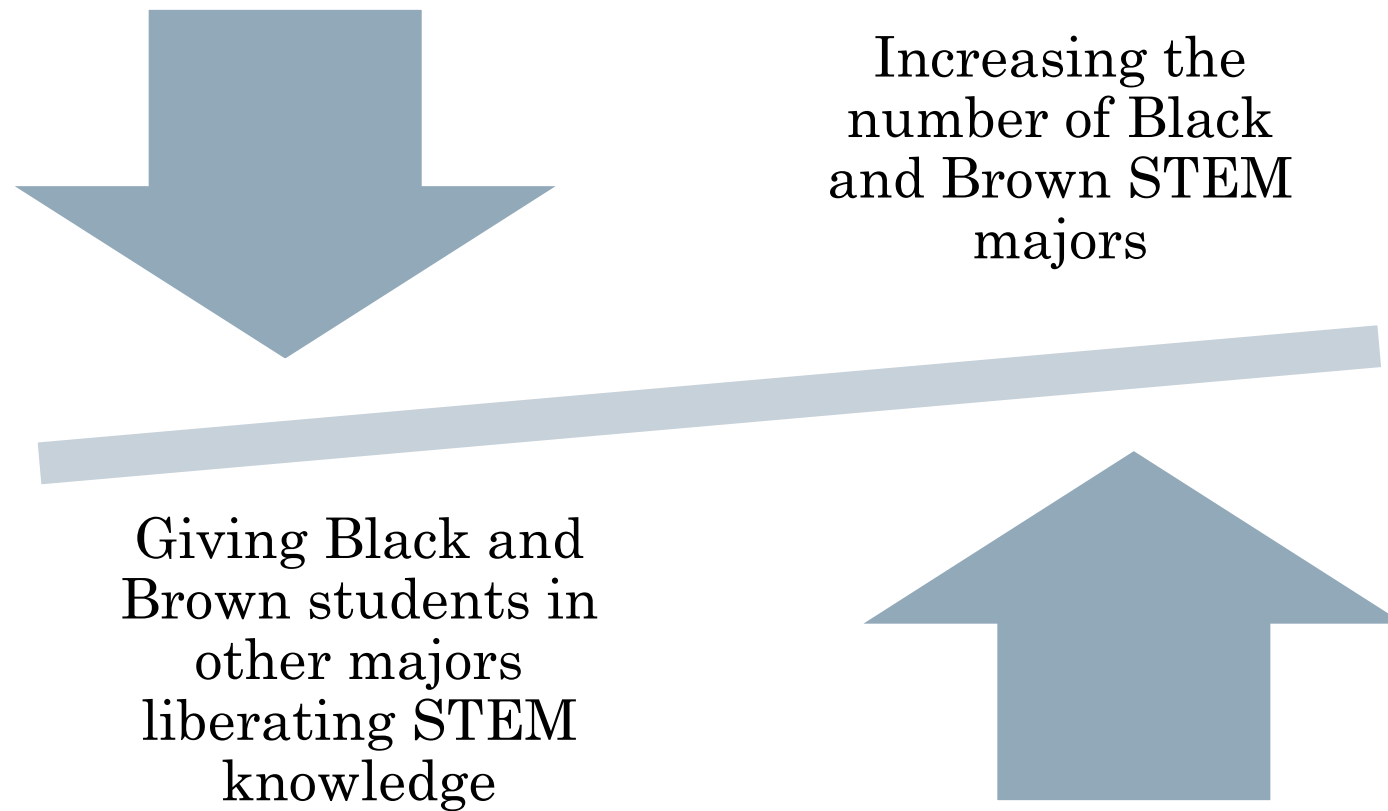 Increasing the
number of Black
and Brown STEM
majors
Giving Black and
Brown students in
other majors
liberating STEM
knowledge